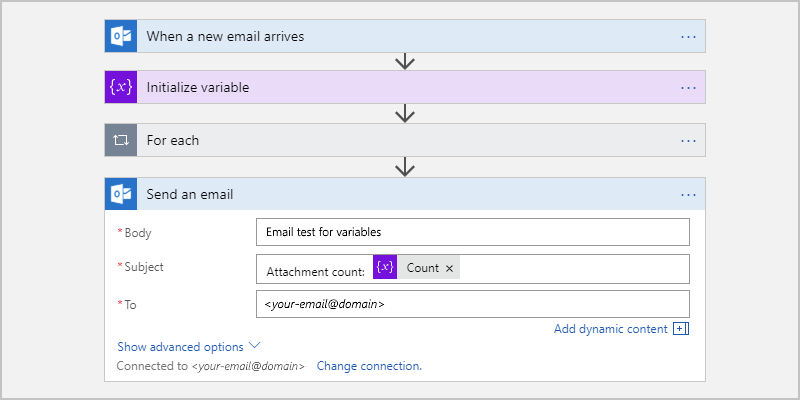 When a new email arrives ...
{x} Initialize variable ...
For each ...
Send an email ...
*Body Email test for variables
*Subject Attachment count: {x} Count ×
*To <your-email@domain>
Add dynamic content
Show advanced options
Connected to <your-email@domain> Change connection.